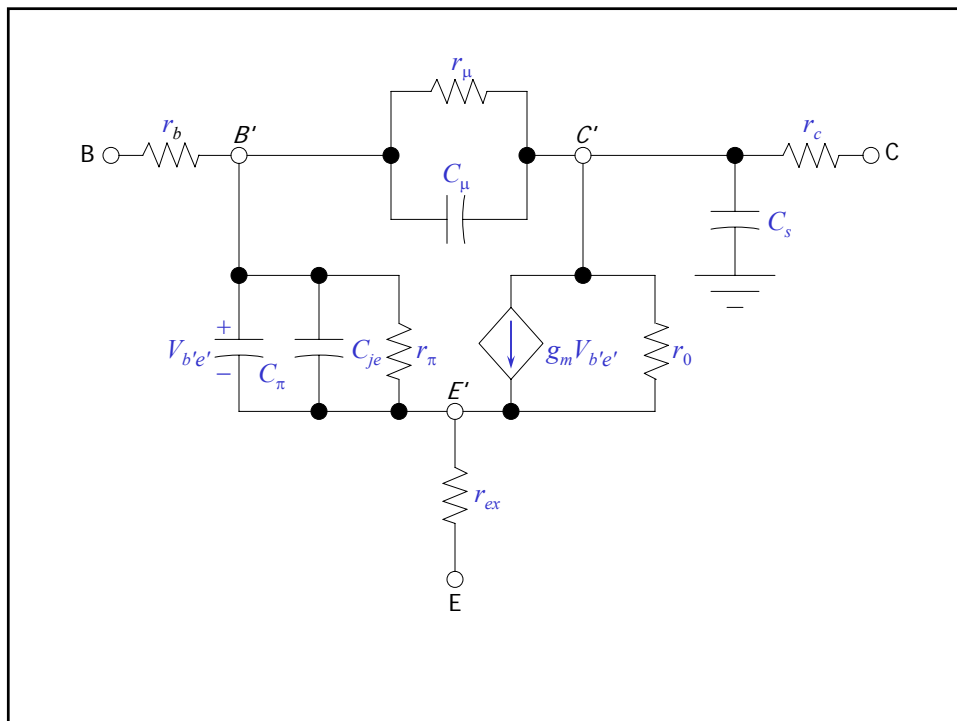 r_μ
r_b
B'
C'
r_c
B
C
C_μ
C_s
+
V_b'e'
−
C_π
C_je
r_π
g_m V_b'e'
r_0
E'
r_ex
E